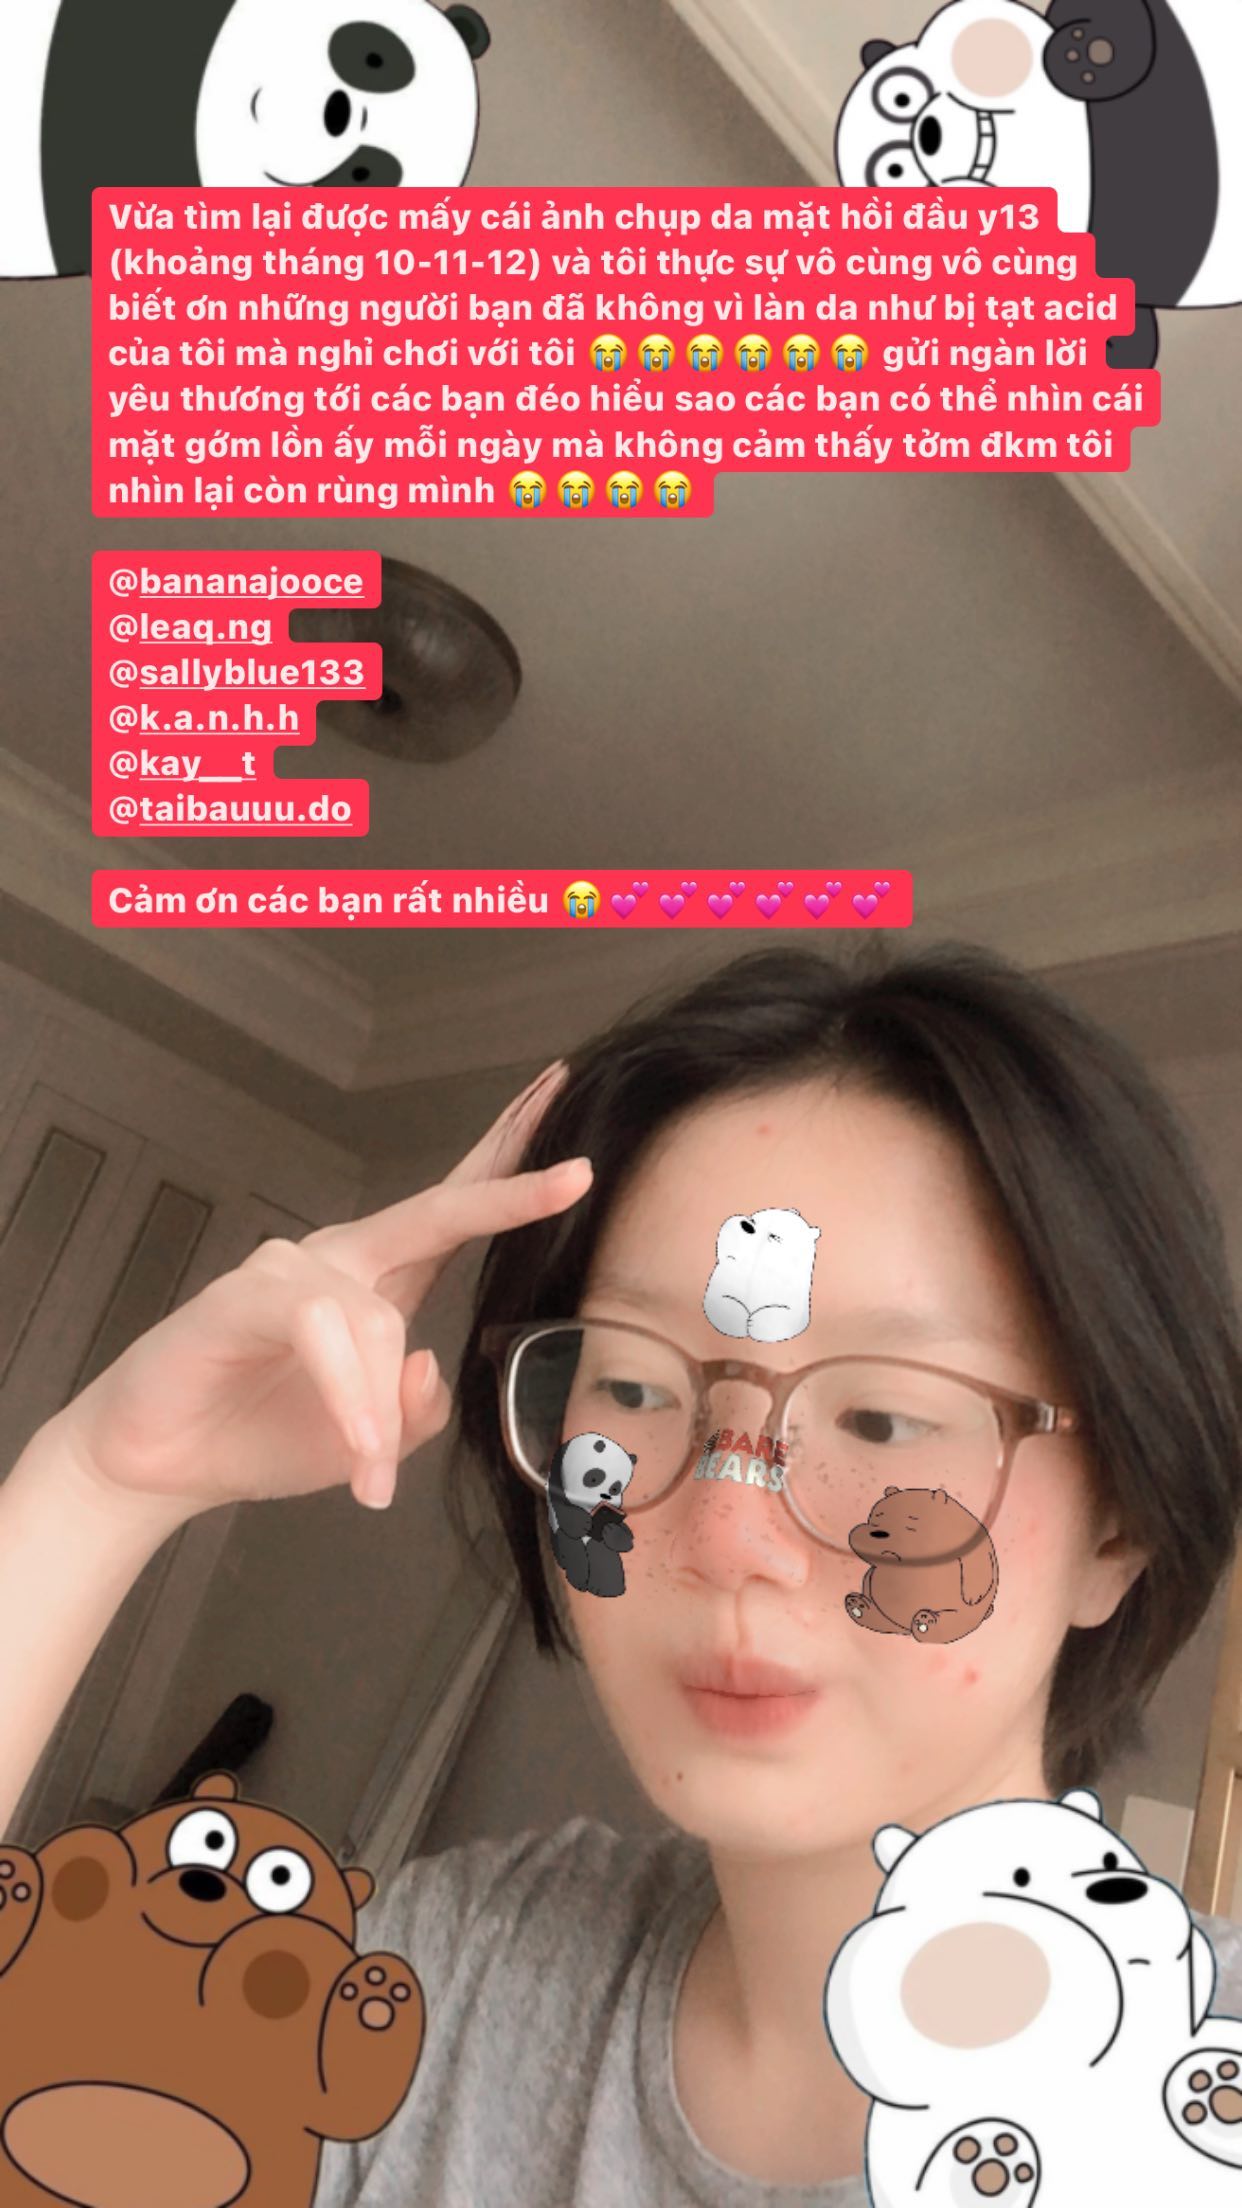 Vừa tìm lại được mấy cái ảnh chụp da mặt hồi đầu y13
(khoảng tháng 10-11-12) và tôi thực sự vô cùng vô cùng
biết ơn những người bạn đã không vì làn da như bị tạt acid
của tôi mà nghỉ chơi với tôi 😭😭😭😭😭😭 gửi ngàn lời
yêu thương tới các bạn đéo hiểu sao các bạn có thể nhìn cái
mặt gớm lồn ấy mỗi ngày mà không cảm thấy tởm đkm tôi
nhìn lại còn rùng mình 😭😭😭😭
@bananajooce
@leaq.ng
@sallyblue133
@k.a.n.h.h
@kay__t
@taibauuu.do
Cảm ơn các bạn rất nhiều 😭💕💕💕💕💕💕
BARE
BEARS